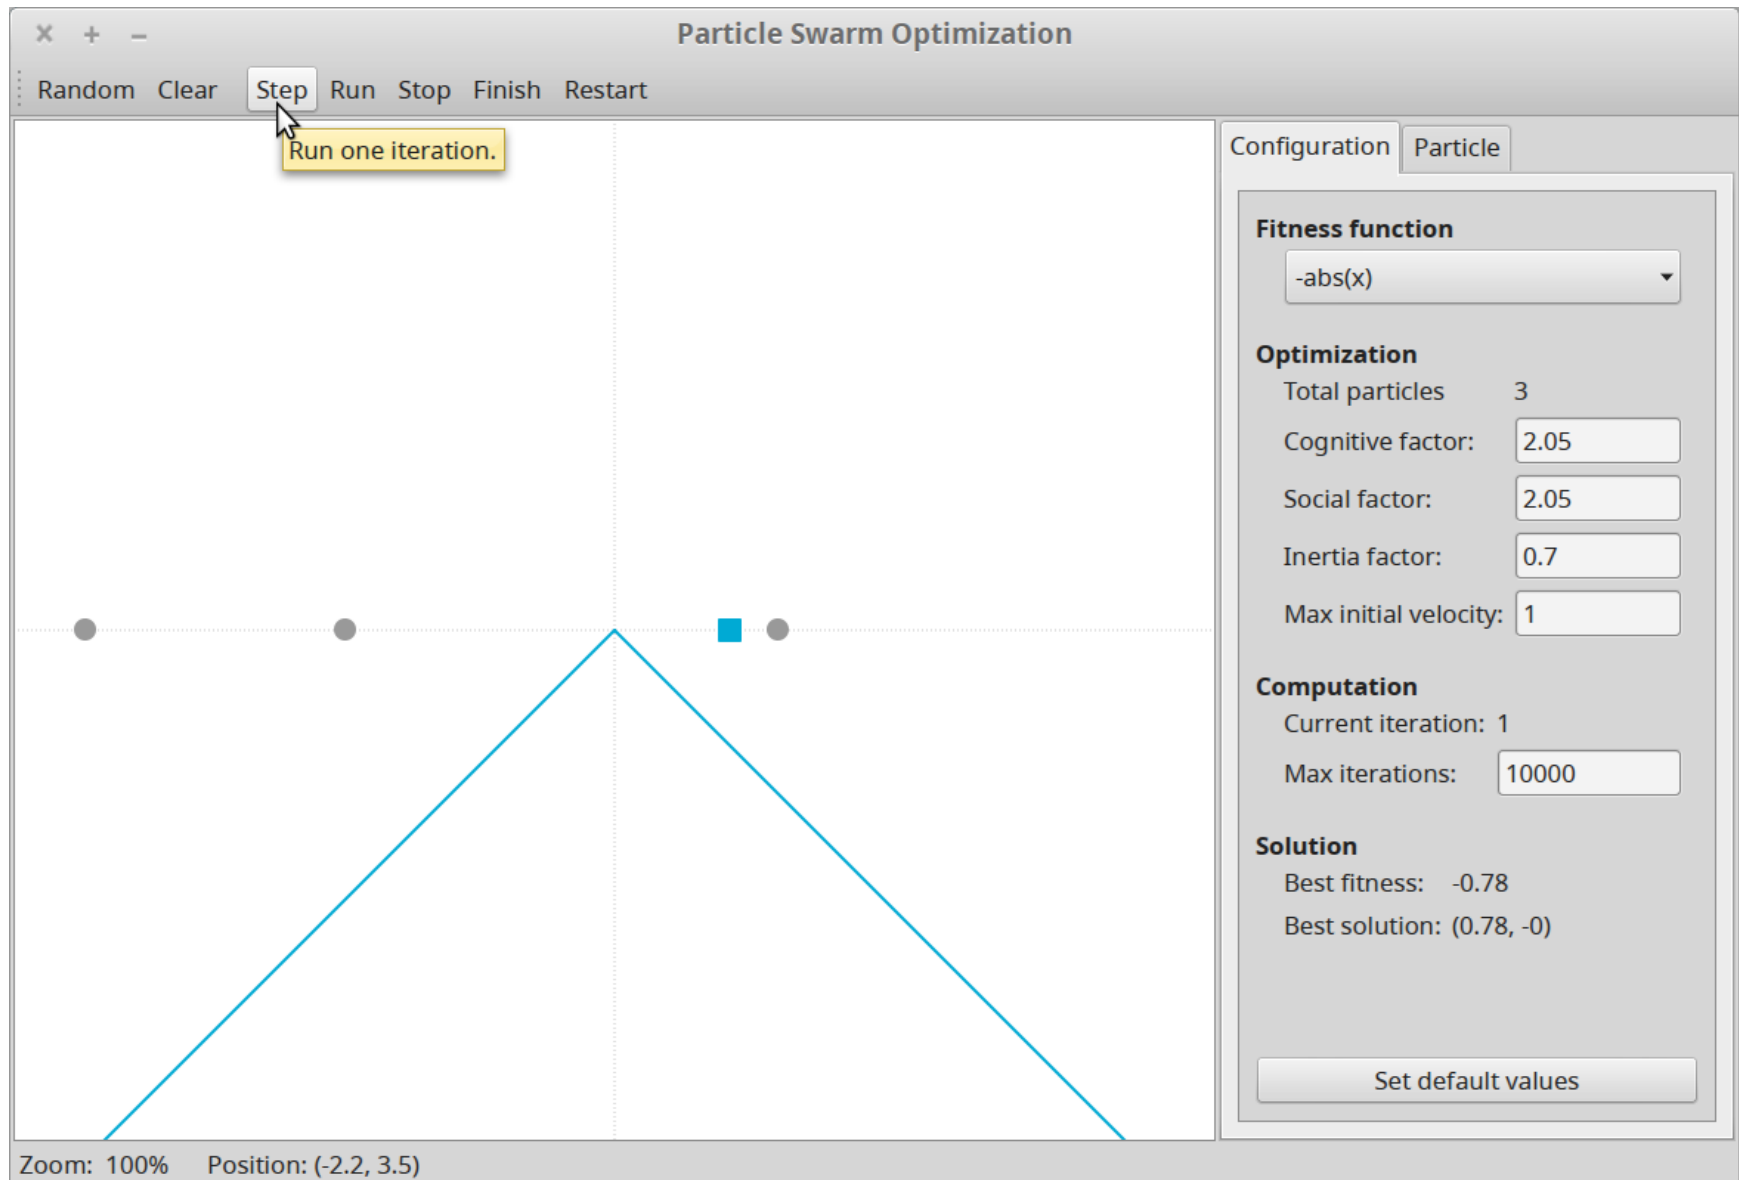 Particle Swarm Optimization
Random Clear Step Run Stop Finish Restart
Run one iteration.
Configuration Particle
Fitness function
-abs(x)
Optimization
Total particles 3
Cognitive factor: 2.05
Social factor: 2.05
Inertia factor: 0.7
Max initial velocity: 1
Computation
Current iteration: 1
Max iterations: 10000
Solution
Best fitness: -0.78
Best solution: (0.78, -0)
Set default values
Zoom: 100% Position: (-2.2, 3.5)